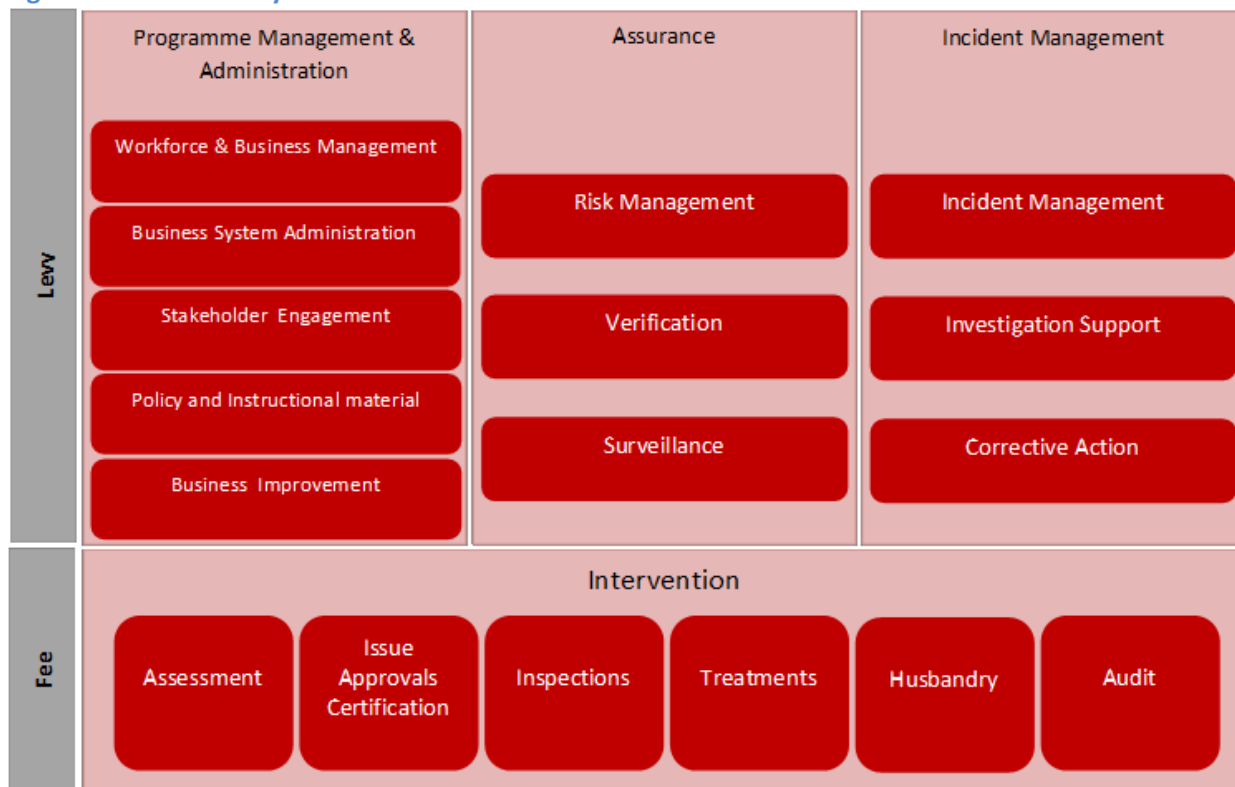 Programme Management &
Administration
Assurance
Incident Management
Levy
Workforce & Business Management
Business System Administration
Stakeholder Engagement
Policy and Instructional material
Business Improvement
Risk Management
Verification
Surveillance
Incident Management
Investigation Support
Corrective Action
Fee
Intervention
Assessment
Issue
Approvals
Certification
Inspections
Treatments
Husbandry
Audit